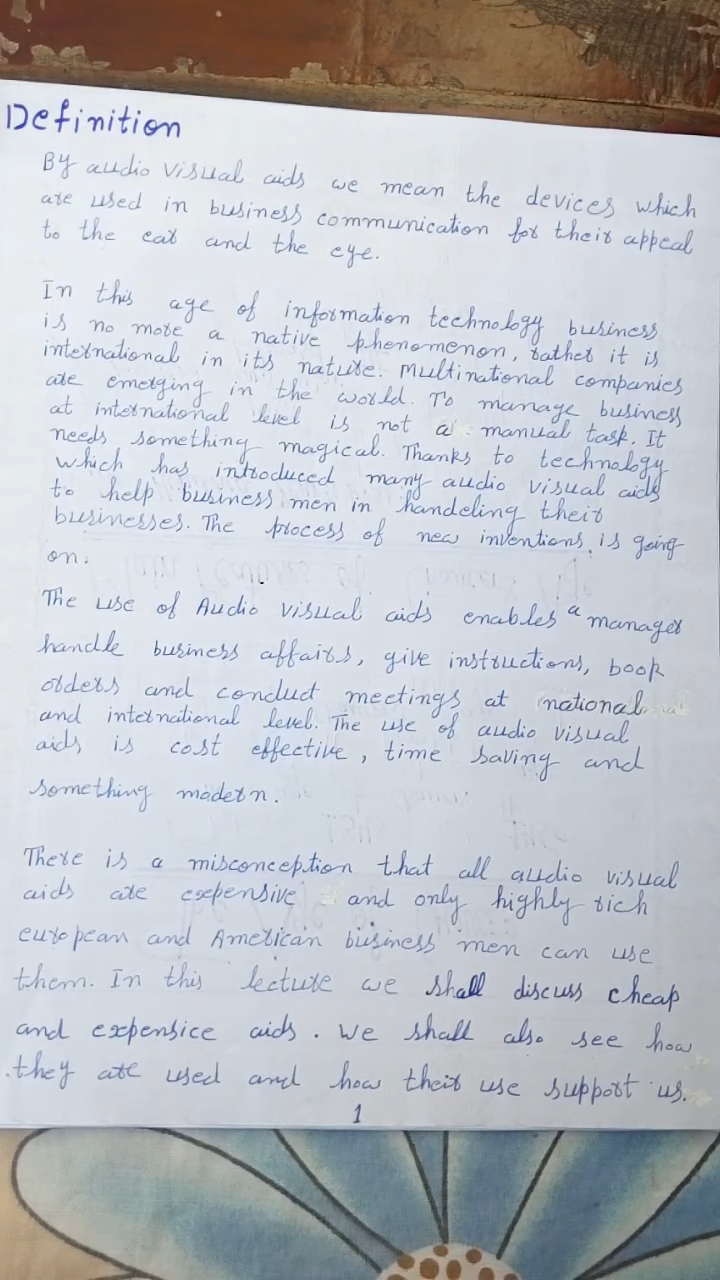 Definition
By audio visual aids we mean the devices which
are used in business communication for their appeal
to the ear and the eye.
In this age of information technology business
is no more a native phenomenon, rather it is
international in its nature. Multinational companies
are emerging in the world. To manage business
at international level is not a manual task. It
needs something magical. Thanks to technology
which has introduced many audio visual aids
to help business men in handeling their
businesses. The process of new inventions is going
on.
The use of Audio visual aids enables a manager
handle business affairs, give instructions, book
orders and conduct meetings at national
and international level. The use of audio visual
aids is cost effective, time saving and
something modern.
There is a misconception that all audio visual
aids are expensive and only highly rich
european and American business men can use
them. In this lecture we shall discuss cheap
and expensice aids. We shall also see how
they are used and how their use support us.
1